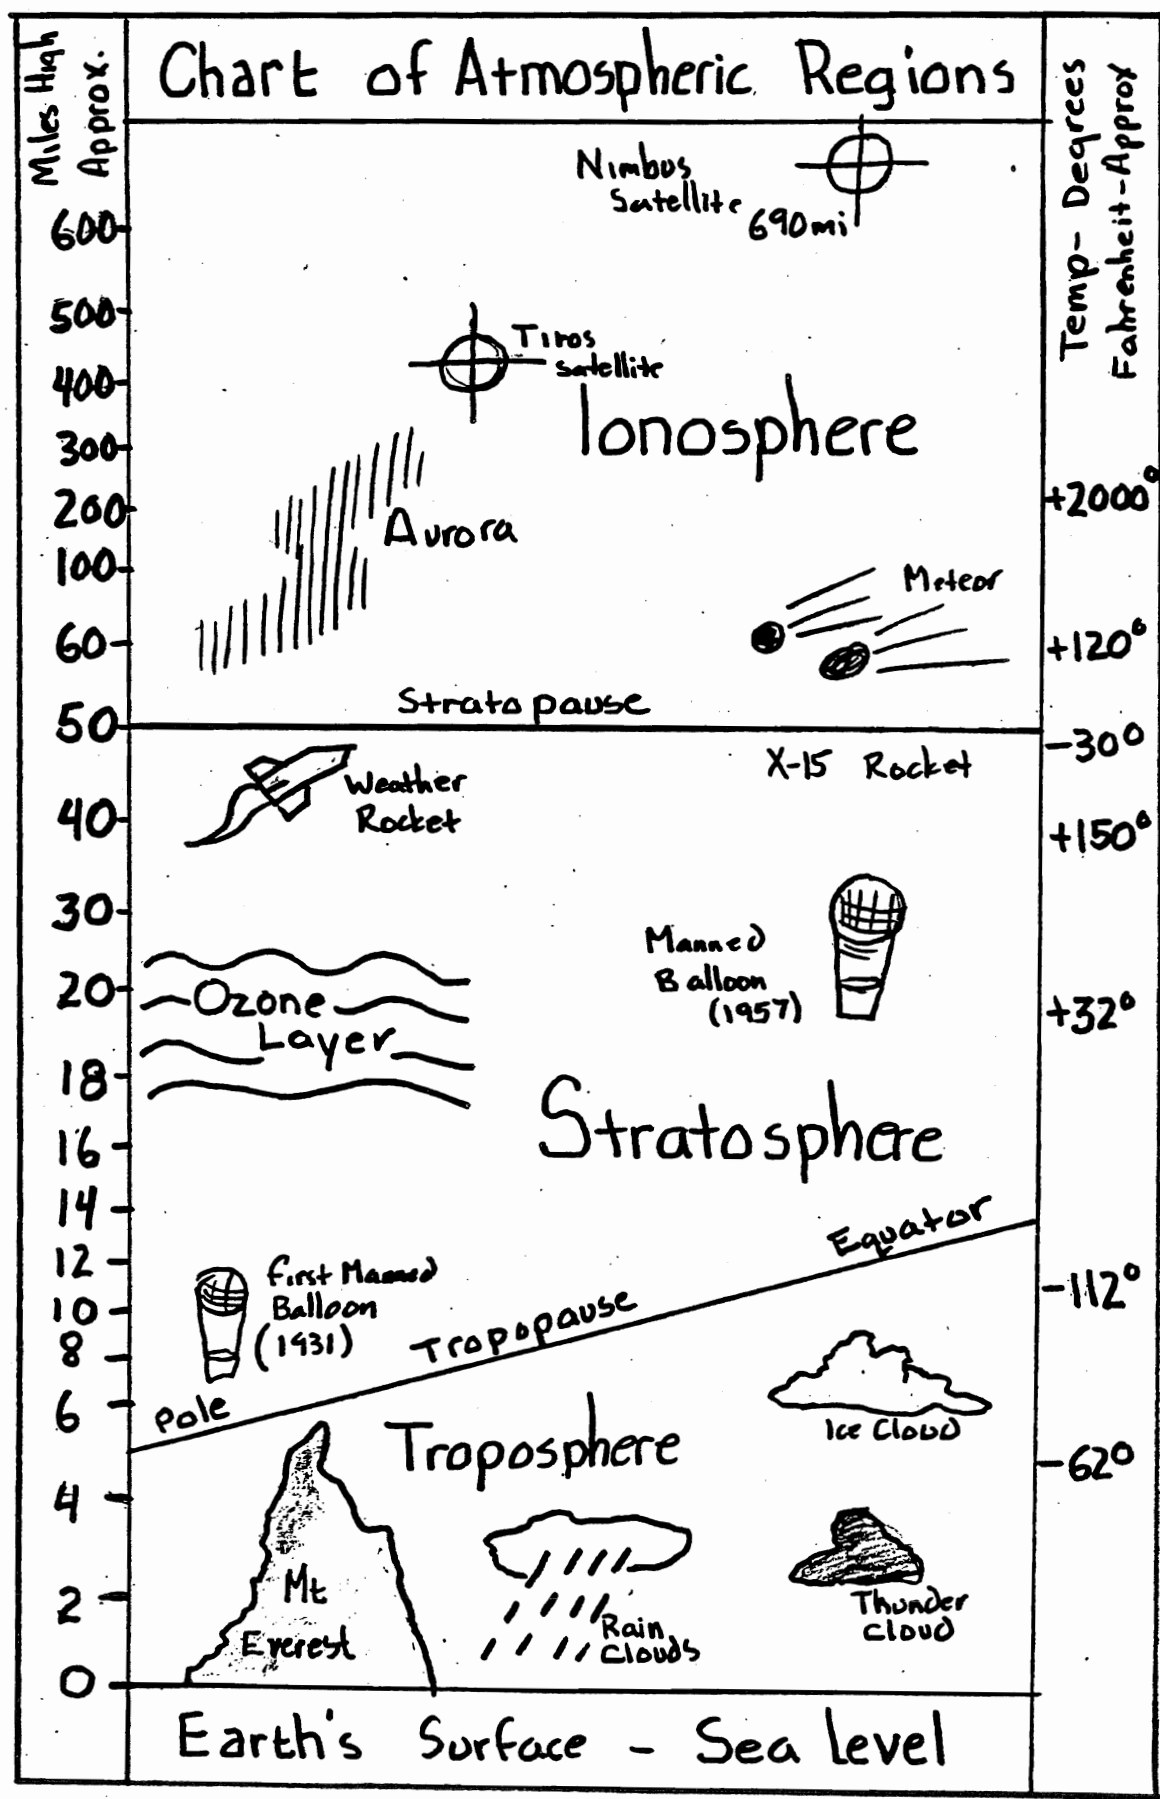 Miles High
Approx.
Chart of Atmospheric Regions
Temp- Degrees
Fahrenheit-Approx
Nimbus
Satellite
690mi
600
500
Tiros
Satellite
400
Ionosphere
300
200
+2000°
Aurora
100
Meteor
60
+120°
Stratopause
50
-30°
X-15 Rocket
Weather
Rocket
40
+150°
30
Manned
Balloon
(1957)
20
Ozone
Layer
+32°
18
Stratosphere
16
14
Equator
12
First Manned
Balloon
(1931)
-112°
10
Tropopause
8
6
Pole
Ice Cloud
Troposphere
-62°
4
Mt
Everest
2
Rain
Clouds
Thunder
Cloud
0
Earth's Surface - Sea level